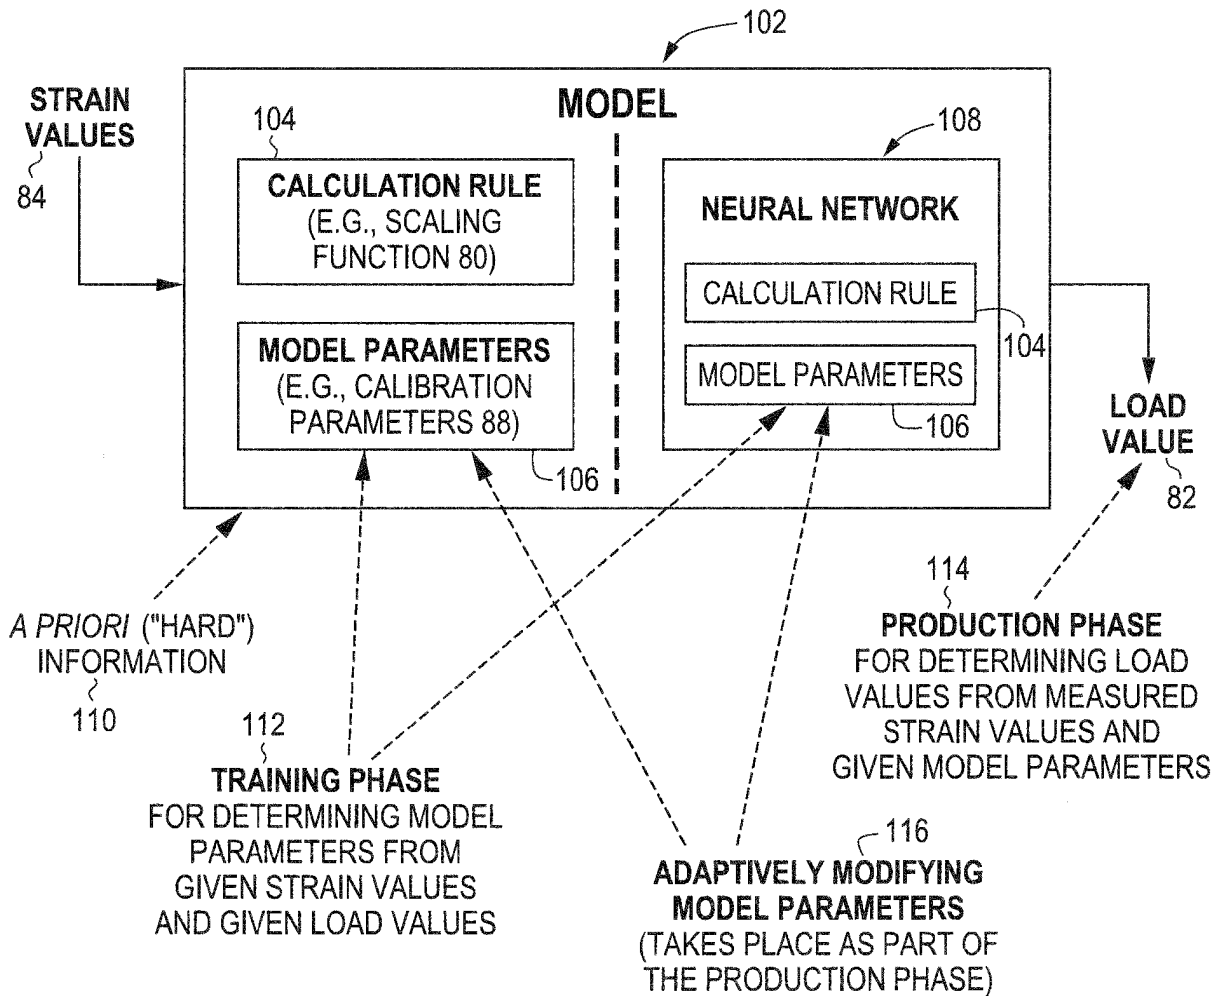 102
MODEL
STRAIN
VALUES
84
104
CALCULATION RULE
(E.G., SCALING
FUNCTION 80)
MODEL PARAMETERS
(E.G., CALIBRATION
PARAMETERS 88)
106
108
NEURAL NETWORK
CALCULATION RULE
104
MODEL PARAMETERS
106
LOAD
VALUE
82
A PRIORI ("HARD")
INFORMATION
110
112
TRAINING PHASE
FOR DETERMINING MODEL
PARAMETERS FROM
GIVEN STRAIN VALUES
AND GIVEN LOAD VALUES
114
PRODUCTION PHASE
FOR DETERMINING LOAD
VALUES FROM MEASURED
STRAIN VALUES AND
GIVEN MODEL PARAMETERS
116
ADAPTIVELY MODIFYING
MODEL PARAMETERS
(TAKES PLACE AS PART OF
THE PRODUCTION PHASE)